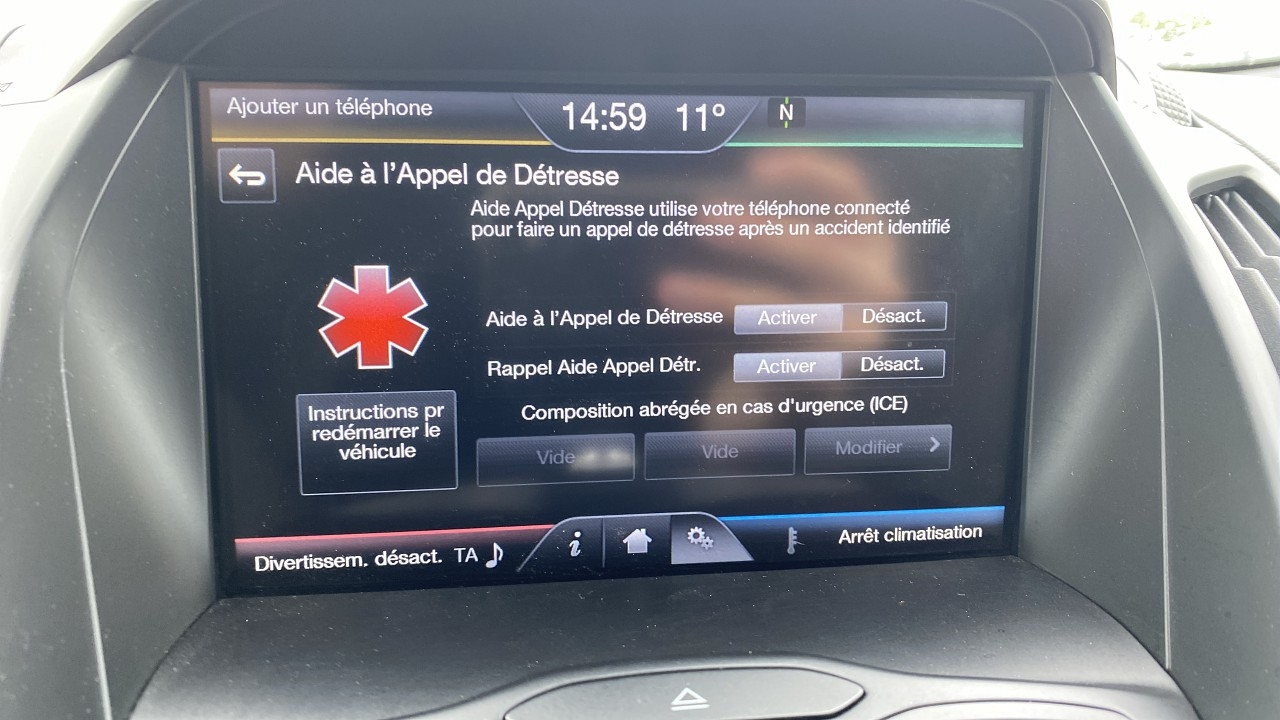 Ajouter un téléphone
14:59 11°
N
Aide à l'Appel de Détresse
Aide Appel Détresse utilise votre téléphone connecté
pour faire un appel de détresse après un accident identifié
Aide à l'Appel de Détresse Activer Désact.
Rappel Aide Appel Détr. Activer Désact.
Instructions pr
redémarrer le
véhicule
Composition abrégée en cas d'urgence (ICE)
Vide Vide Modifier
Divertissem. désact. TA
i
Arrêt climatisation